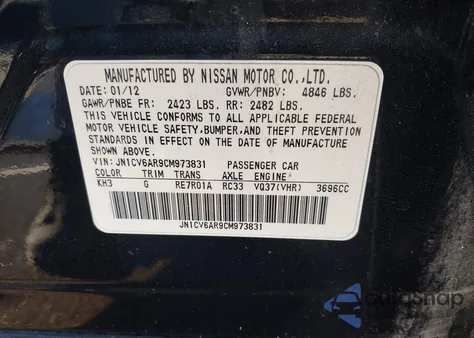 MANUFACTURED BY NISSAN MOTOR CO.,LTD.
DATE: 01/12 GVWR/PNBV: 4846 LBS.
GAWR/PNBE FR: 2423 LBS. RR: 2482 LBS.
THIS VEHICLE CONFORMS TO ALL APPLICABLE FEDERAL
MOTOR VEHICLE SAFETY,BUMPER,AND THEFT PREVENTION
STANDARDS IN EFFECT ON THE DATE OF MANUFACTURE
SHOWN ABOVE.
VIN: JN1CV6AR9CM973831 PASSENGER CAR
COLOR TRIM TRANS AXLE ENGINE
KH3 G RE7R01A RC33 VQ37(VHR) 3696CC
JN1CV6AR9CM973831
AutoSnap